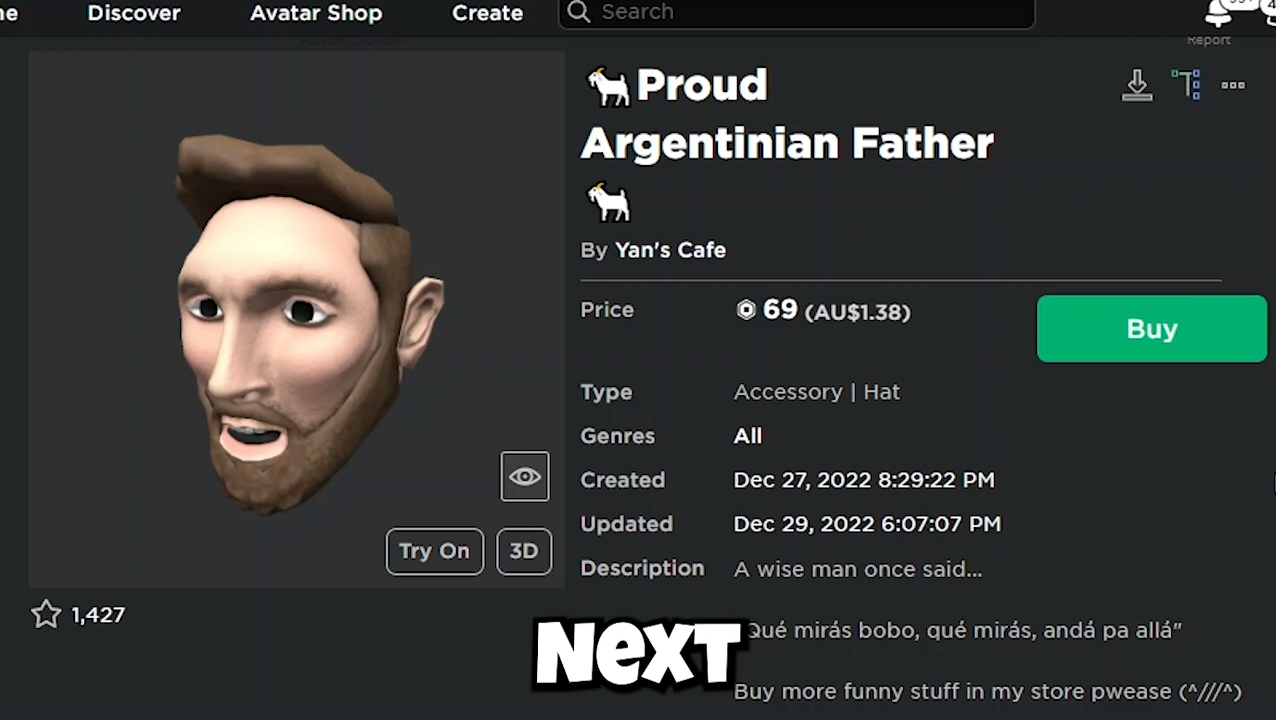 Discover
Avatar Shop
Create
Search
Report
🐐Proud
Argentinian Father
🐐
By Yan's Cafe
Price
69 (AU$1.38)
Buy
Type
Accessory | Hat
Genres
All
Created
Dec 27, 2022 8:29:22 PM
Updated
Dec 29, 2022 6:07:07 PM
Description
A wise man once said...
Qué mirás bobo, qué mirás, andá pa allá"
Buy more funny stuff in my store pwease (^///^)
Try On
3D
1,427
NeXT